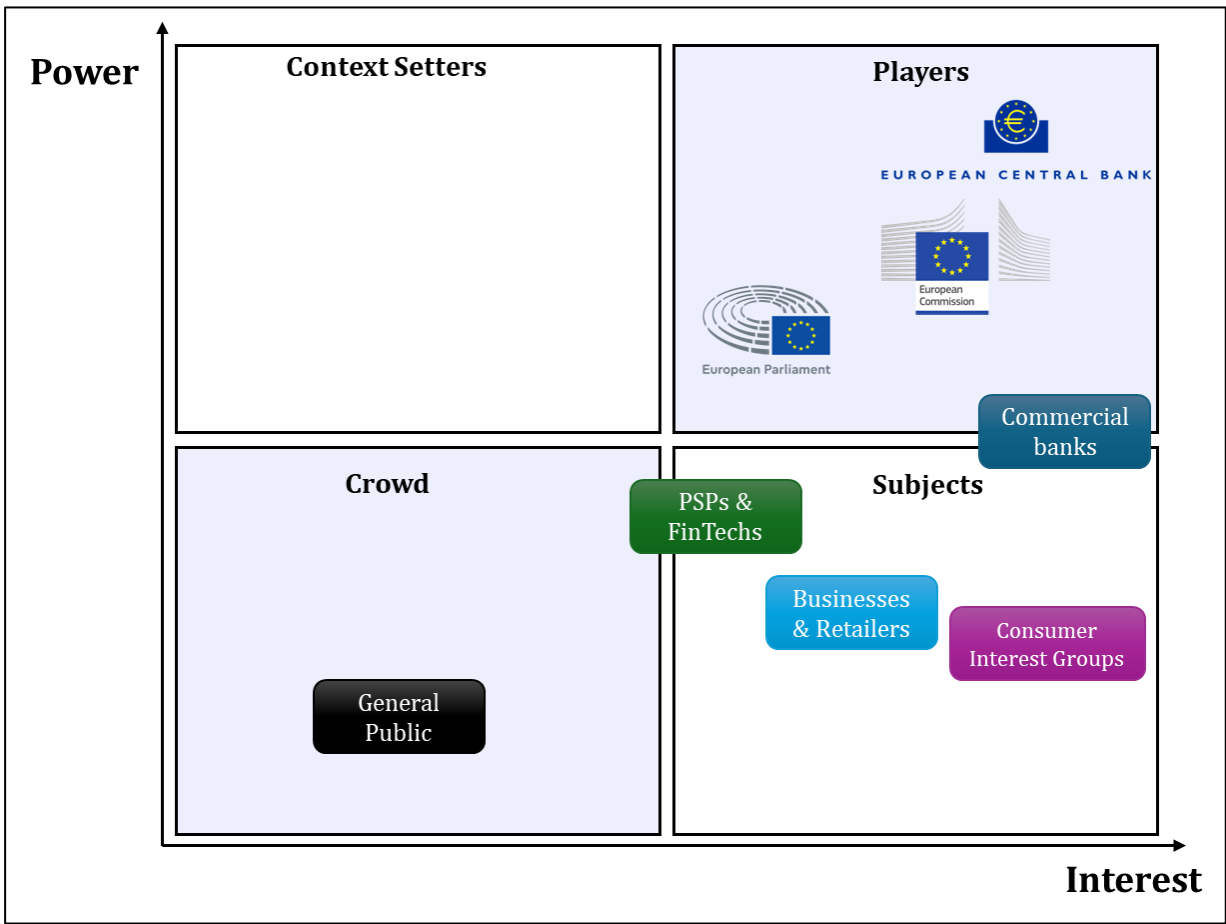 Power
Context Setters
Players
€
EUROPEAN CENTRAL BANK
European
Commission
European Parliament
Commercial
banks
Crowd
Subjects
PSPs &
FinTechs
Businesses
& Retailers
Consumer
Interest Groups
General
Public
Interest